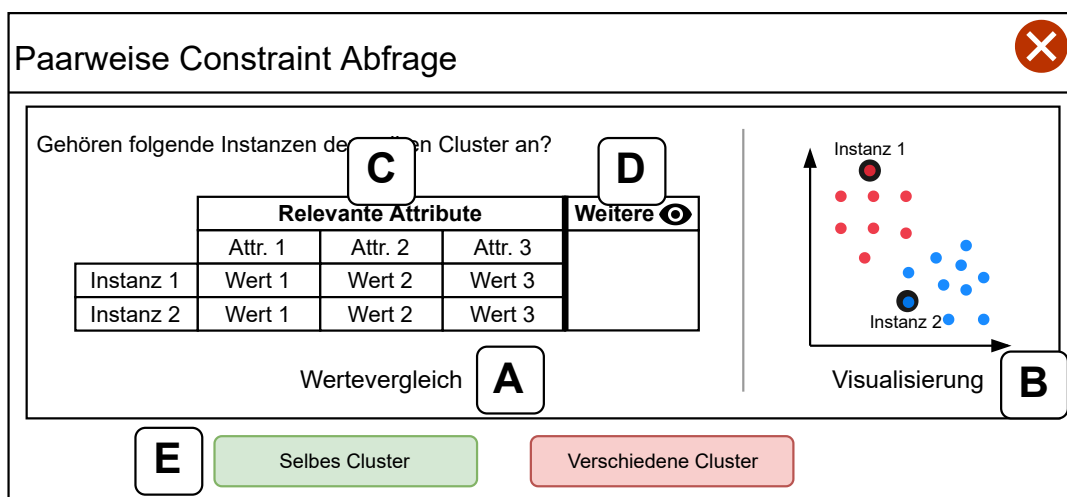 Paarweise Constraint Abfrage
Gehören folgende Instanzen de en Cluster an?
C
D
Relevante Attribute Weitere
Attr. 1 Attr. 2 Attr. 3
Instanz 1 Wert 1 Wert 2 Wert 3
Instanz 2 Wert 1 Wert 2 Wert 3
Wertevergleich A
Instanz 1
Instanz 2
Visualisierung B
E Selbes Cluster Verschiedene Cluster